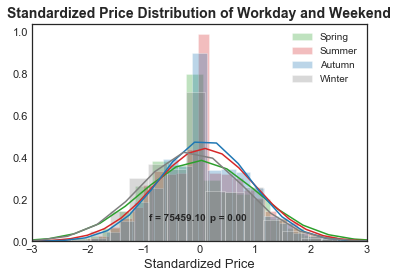 Standardized Price Distribution of Workday and Weekend
1.0
0.8
0.6
0.4
0.2
0.0
Spring
Summer
Autumn
Winter
f = 75459.10 p = 0.00
−3 −2 −1 0 1 2 3
Standardized Price